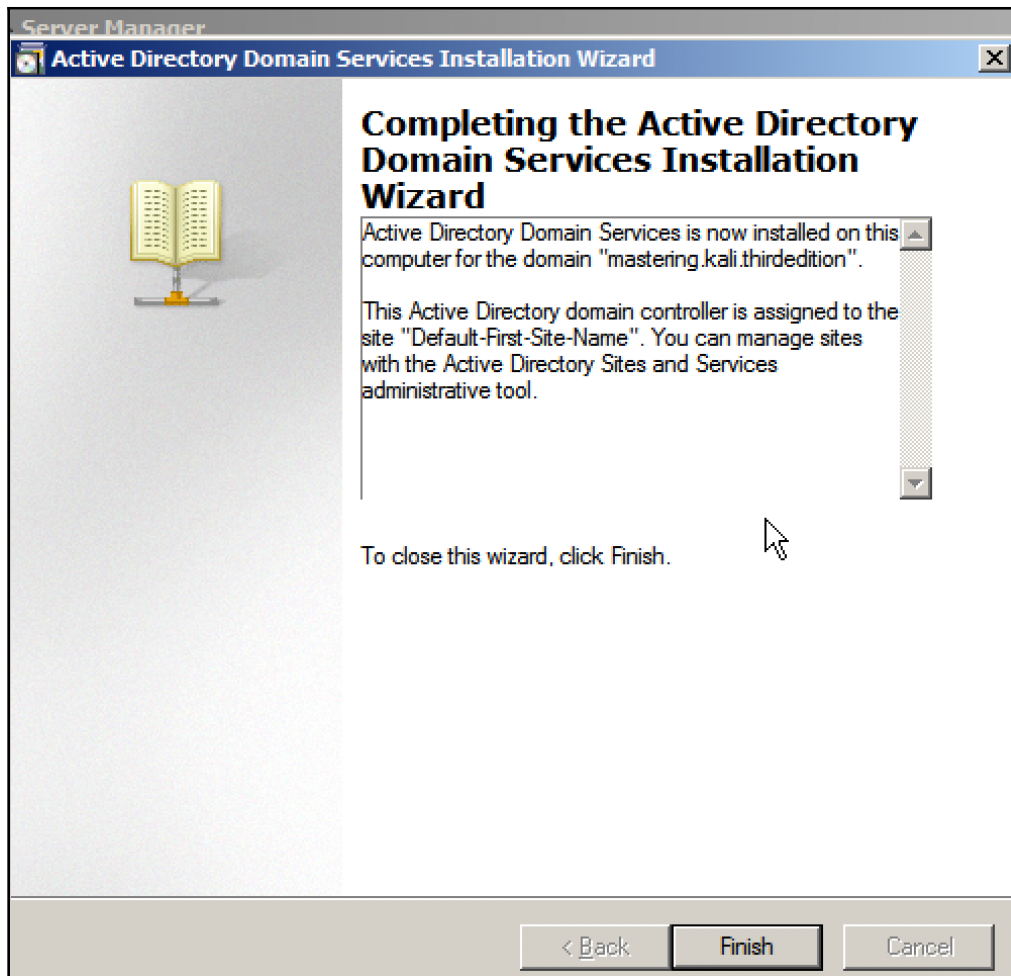 Server Manager
Active Directory Domain Services Installation Wizard
Completing the Active Directory
Domain Services Installation
Wizard
Active Directory Domain Services is now installed on this
computer for the domain "mastering.kali.thirdedition".
This Active Directory domain controller is assigned to the
site "Default-First-Site-Name". You can manage sites
with the Active Directory Sites and Services
administrative tool.
To close this wizard, click Finish.
< Back
Finish
Cancel